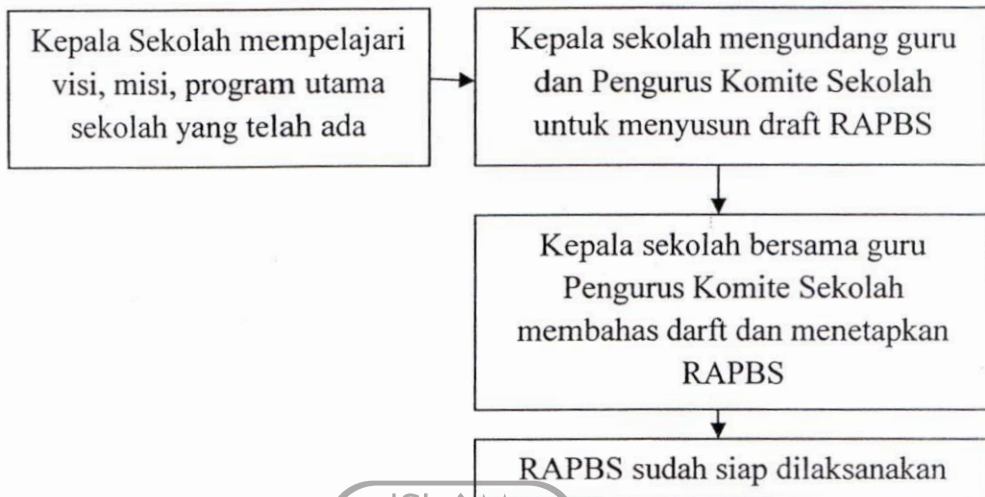 Kepala Sekolah mempelajari
visi, misi, program utama
sekolah yang telah ada
Kepala sekolah mengundang guru
dan Pengurus Komite Sekolah
untuk menyusun draft RAPBS
Kepala sekolah bersama guru
Pengurus Komite Sekolah
membahas darft dan menetapkan
RAPBS
RAPBS sudah siap dilaksanakan